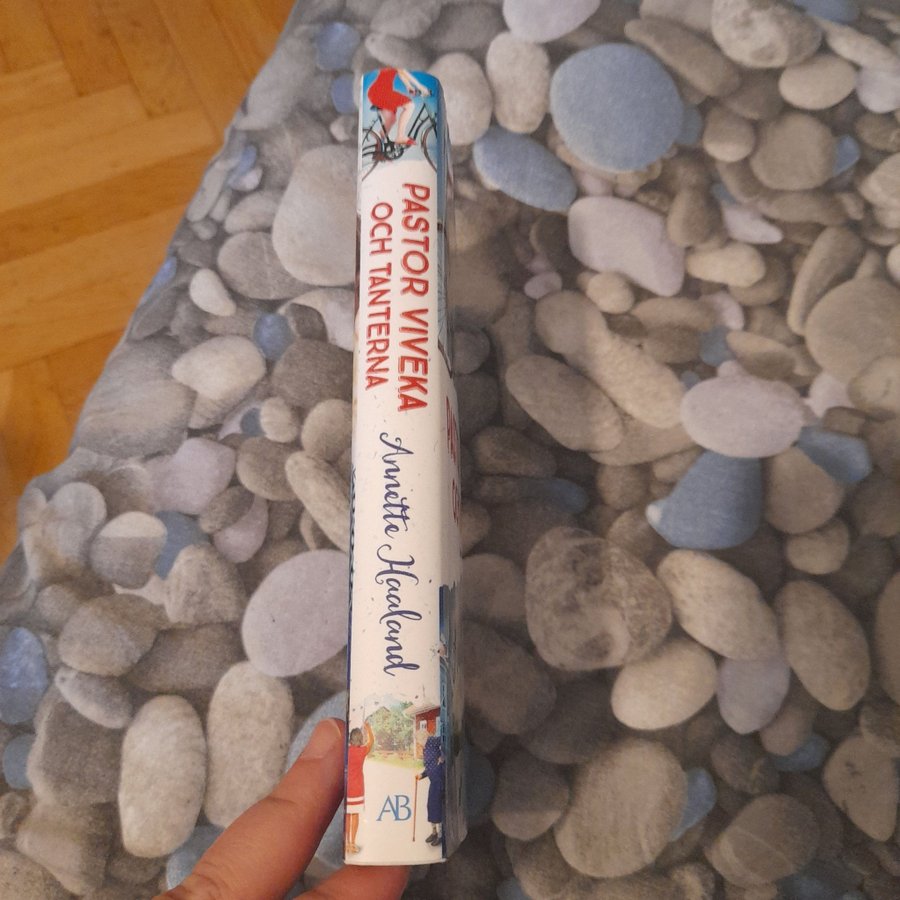 PASTOR VIVEKA
OCH TANTERNA
Annette Haaland
AB